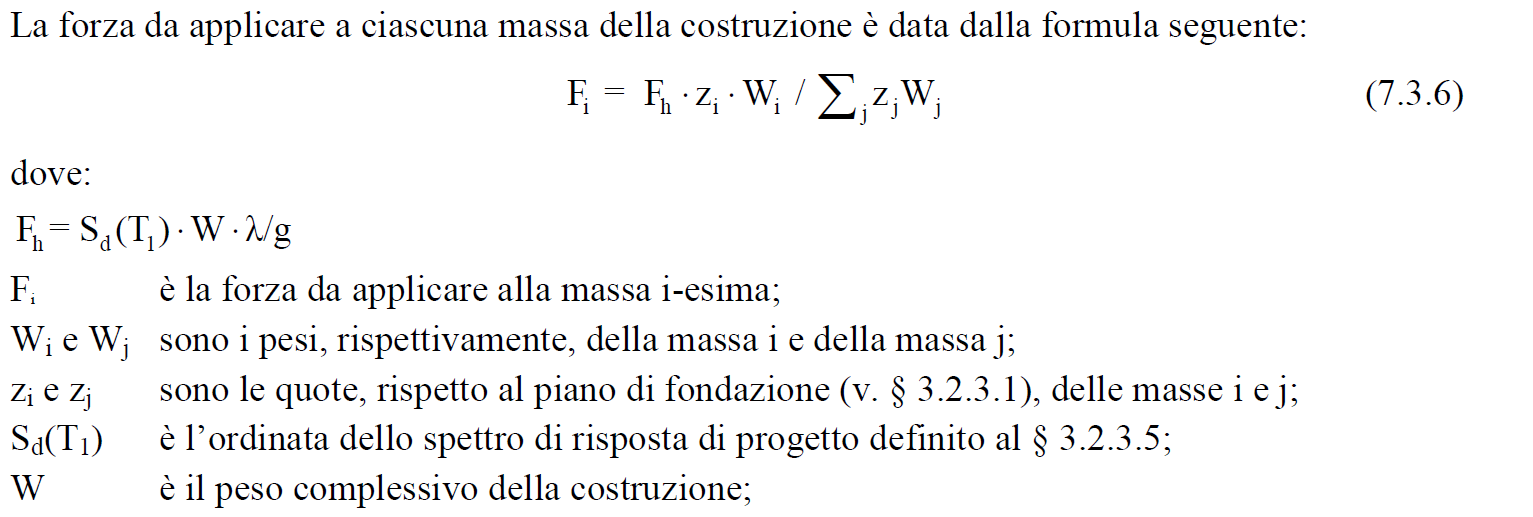 La forza da applicare a ciascuna massa della costruzione è data dalla formula seguente:
Fᵢ = Fₕ · zᵢ · Wᵢ / ∑ⱼ zⱼWⱼ (7.3.6)
dove:
Fₕ = S_d(T₁) · W · λ/g
Fᵢ è la forza da applicare alla massa i-esima;
Wᵢ e Wⱼ sono i pesi, rispettivamente, della massa i e della massa j;
zᵢ e zⱼ sono le quote, rispetto al piano di fondazione (v. § 3.2.3.1), delle masse i e j;
S_d(T₁) è l’ordinata dello spettro di risposta di progetto definito al § 3.2.3.5;
W è il peso complessivo della costruzione;